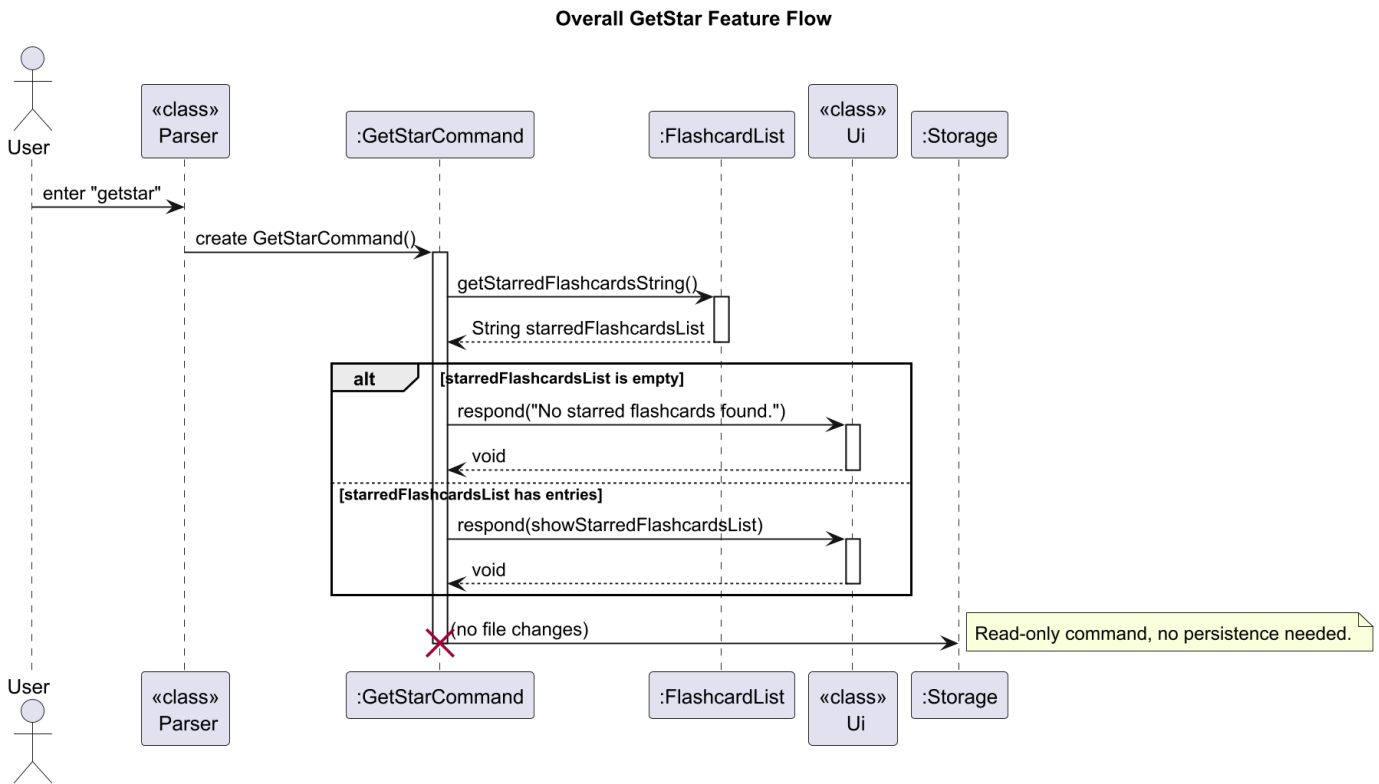 Overall GetStar Feature Flow
User
«class»
Parser
:GetStarCommand
:FlashcardList
«class»
Ui
:Storage
enter "getstar"
create GetStarCommand()
getStarredFlashcardsString()
String starredFlashcardsList
alt
[starredFlashcardsList is empty]
respond("No starred flashcards found.")
void
[starredFlashcardsList has entries]
respond(showStarredFlashcardsList)
void
(no file changes)
Read-only command, no persistence needed.
User
«class»
Parser
:GetStarCommand
:FlashcardList
«class»
Ui
:Storage